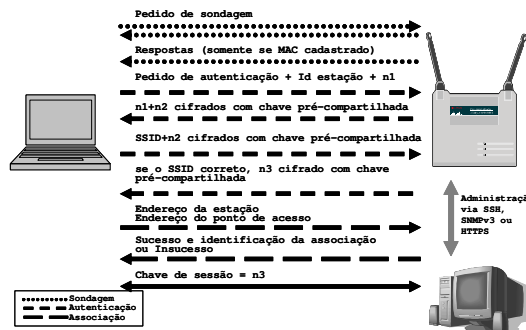 Pedido de sondagem
Respostas (somente se MAC cadastrado)
Pedido de autenticação + Id estação + n1
n1+n2 cifrados com chave pré-compartilhada
SSID+n2 cifrados com chave pré-compartilhada
se o SSID correto, n3 cifrado com chave
pré-compartilhada
Endereço da estação
Endereço do ponto de acesso
Sucesso e identificação da associação
ou Insucesso
Chave de sessão = n3
Administraçã
via SSH,
SNMPv3 ou
HTTPS
Sondagem
Autenticação
Associação